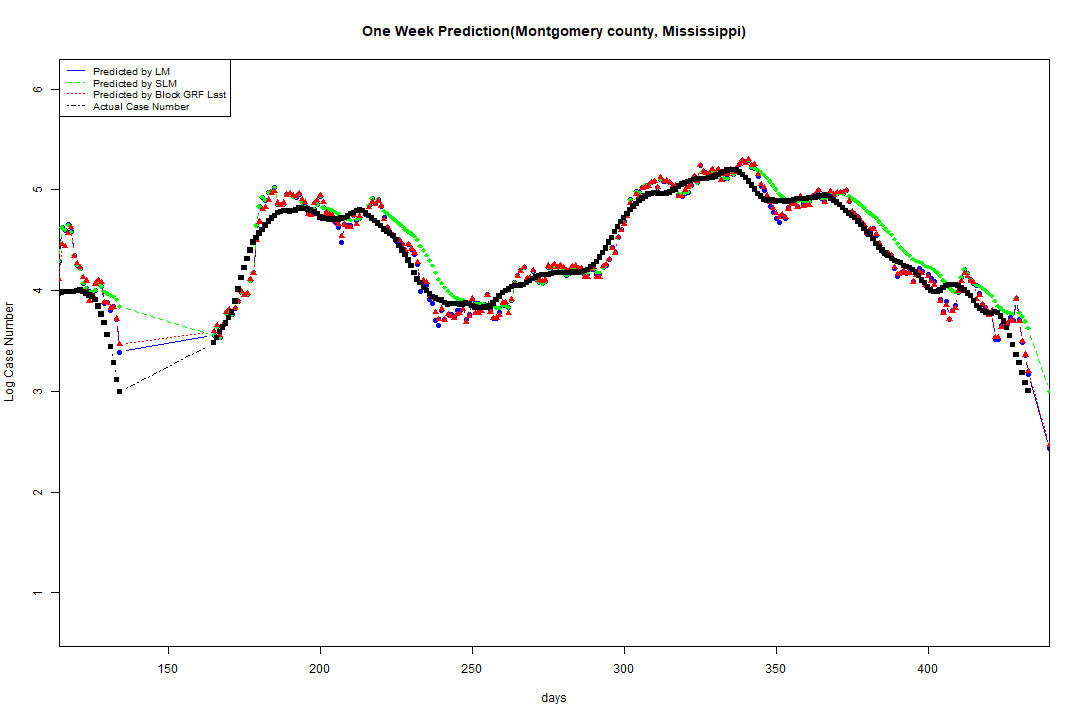 One Week Prediction(Montgomery county, Mississippi)
Predicted by LM
Predicted by SLM
Predicted by Block GRF Last
Actual Case Number
6
5
4
3
2
1
Log Case Number
150 200 250 300 350 400
days